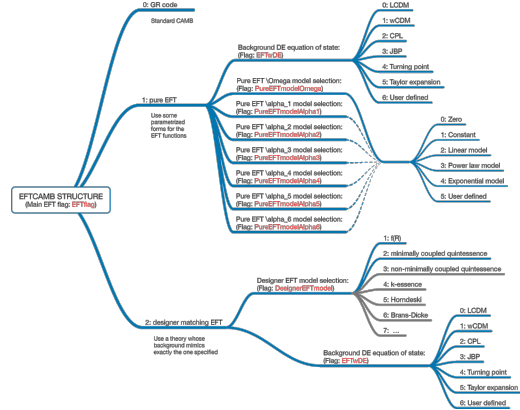 0: GR code
Standard CAMB
Background DE equation of state:
(Flag: EFTwDE)
0: LCDM
1: wCDM
2: CPL
3: JBP
4: Turning point
5: Taylor expansion
6: User defined
1: pure EFT
Use some
parametrized
forms for the
EFT functions
Pure EFT \Omega model selection:
(Flag: PureEFTmodelOmega)
Pure EFT \alpha_1 model selection:
(Flag: PureEFTmodelAlpha1)
Pure EFT \alpha_2 model selection:
(Flag: PureEFTmodelAlpha2)
Pure EFT \alpha_3 model selection:
(Flag: PureEFTmodelAlpha3)
Pure EFT \alpha_4 model selection:
(Flag: PureEFTmodelAlpha4)
Pure EFT \alpha_5 model selection:
(Flag: PureEFTmodelAlpha5)
Pure EFT \alpha_6 model selection:
(Flag: PureEFTmodelAlpha6)
0: Zero
1: Constant
2: Linear model
3: Power law model
4: Exponential model
5: User defined
EFTCAMB STRUCTURE
(Main EFT flag: EFTflag)
2: designer matching EFT
Use a theory whose
background mimics
exactly the one specified
Designer EFT model selection:
(Flag: DesignerEFTmodel)
1: f(R)
2: minimally coupled quintessence
3: non-minimally coupled quintessence
4: k-essence
5: Horndeski
6: Brans-Dicke
7: ...
Background DE equation of state:
(Flag: EFTwDE)
0: LCDM
1: wCDM
2: CPL
3: JBP
4: Turning point
5: Taylor expansion
6: User defined